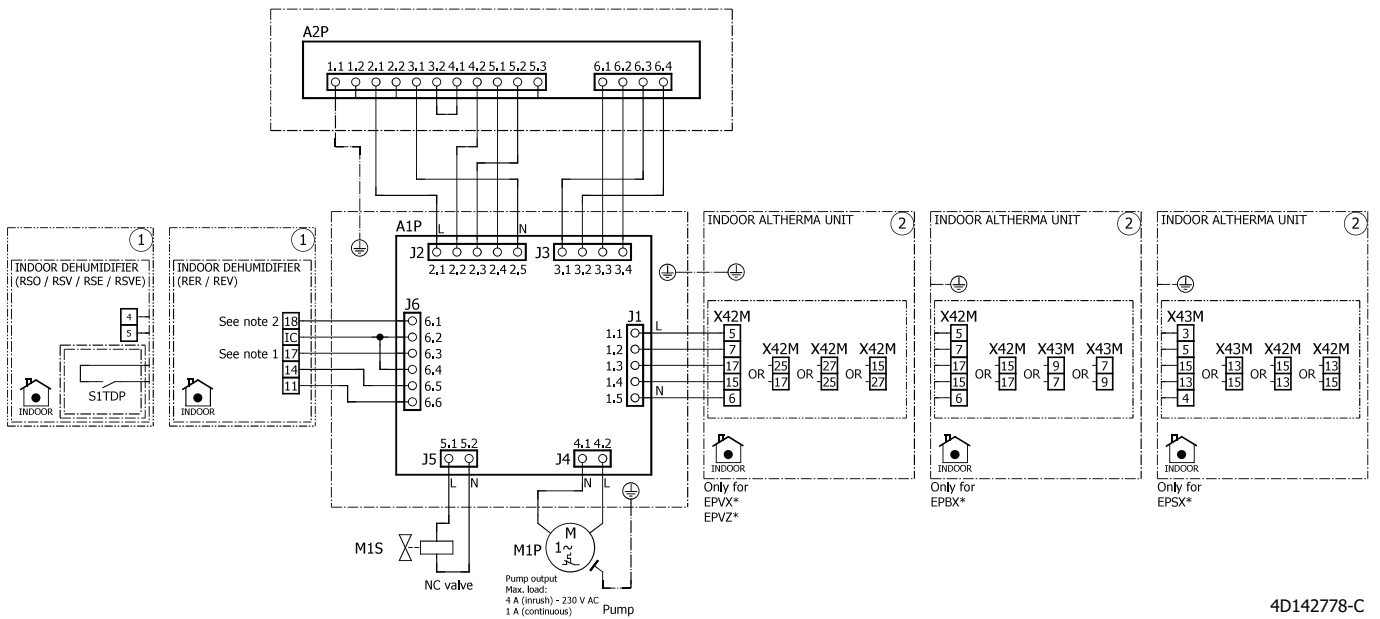 A2P
1.1 1.2 2.1 2.2 3.1 3.2 4.1 4.2 5.1 5.2 5.3
6.1 6.2 6.3 6.4
1
INDOOR DEHUMIDIFIER
(RSO / RSV / RSE / RSVE)
4
5
S1TDP
INDOOR
1
INDOOR DEHUMIDIFIER
(RER / REV)
See note 2 18
IC
See note 1 17
14
11
INDOOR
A1P
L N
J2
2.1 2.2 2.3 2.4 2.5
J3
3.1 3.2 3.3 3.4
J6
6.1
6.2
6.3
6.4
6.5
6.6
J1
1.1 L
1.2
1.3
1.4
1.5 N
5.1 5.2
J5
L N
4.1 4.2
J4
N L
M1S
NC valve
M1P
M
1~
Pump output
Max. load:
4 A (inrush) - 230 V AC
1 A (continuous)
Pump
INDOOR ALTHERMA UNIT 2
X42M
5
7
17
15
6
X42M X42M X42M
OR 25 OR 27 OR 15
17 25 27
INDOOR
Only for
EPVX*
EPVZ*
INDOOR ALTHERMA UNIT 2
X42M
5
7
17
15
6
X42M X43M X43M
OR 15 OR 9 OR 7
17 7 9
INDOOR
Only for
EPBX*
INDOOR ALTHERMA UNIT 2
X43M
3
5
15
13
4
X43M X42M X42M
OR 13 OR 15 OR 13
15 13 15
INDOOR
Only for
EPSX*
4D142778-C